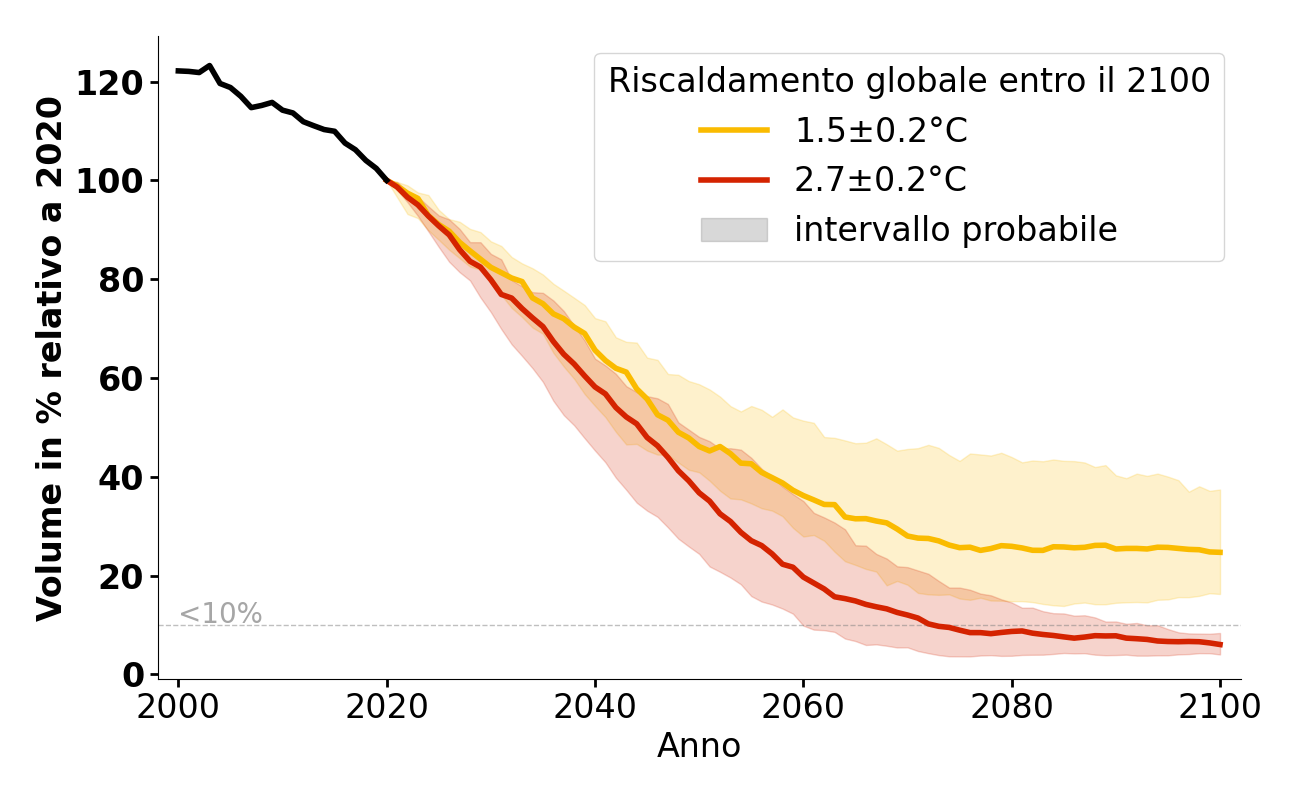 Volume in % relativo a 2020
120
100
80
60
40
20
0
Riscaldamento globale entro il 2100
1.5±0.2°C
2.7±0.2°C
intervallo probabile
<10%
2000 2020 2040 2060 2080 2100
Anno